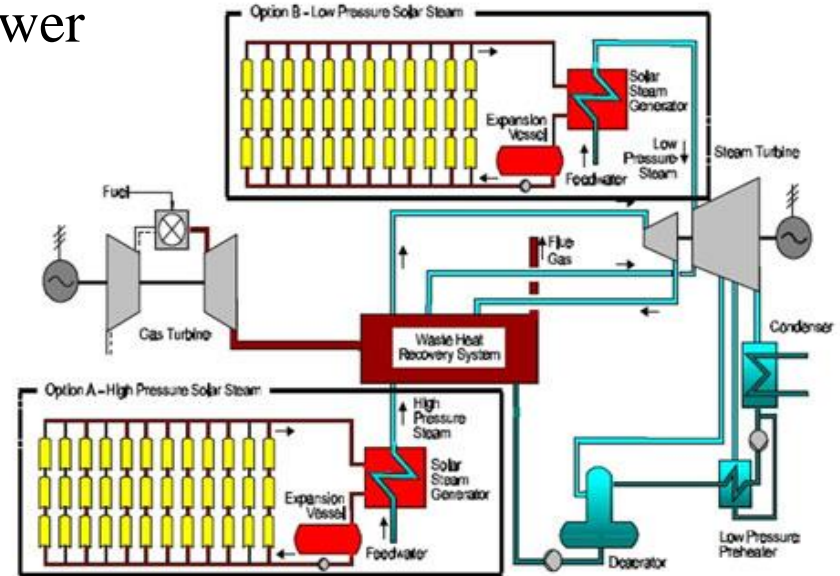 wer
Option B - Low Pressure Solar Steam
Solar
Steam
Generator
Expansion
Vessel
Feedwater
Low
Pressure
Steam
Steam Turbine
Fuel
Flue
Gas
Gas Turbine
Waste Heat
Recovery System
Condenser
Option A - High Pressure Solar Steam
High
Pressure
Steam
Solar
Steam
Generator
Expansion
Vessel
Feedwater
Deaerator
Low Pressure
Preheater